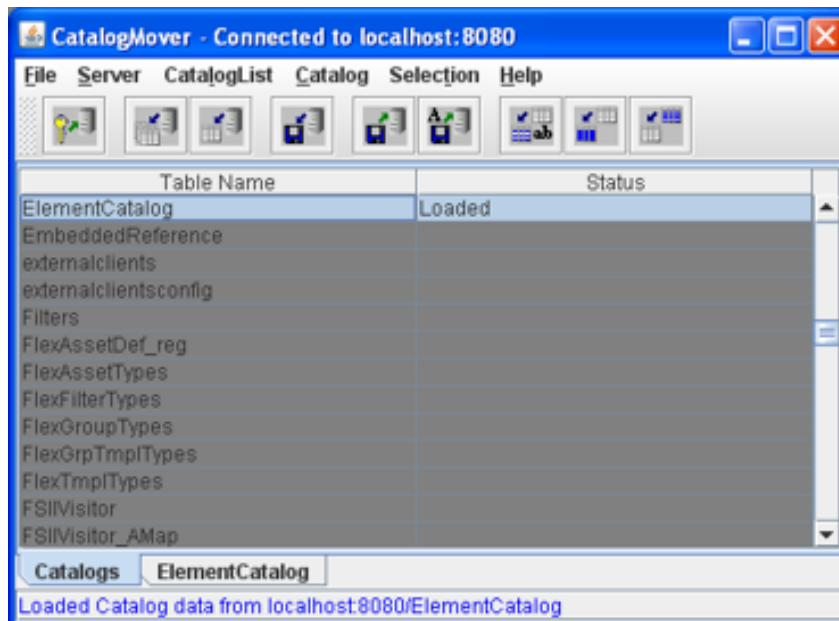 CatalogMover - Connected to localhost:8080
File Server CatalogList Catalog Selection Help
A ab
Table Name Status
ElementCatalog Loaded
EmbeddedReference
externalclients
externalclientsconfig
Filters
FlexAssetDef_reg
FlexAssetTypes
FlexFilterTypes
FlexGroupTypes
FlexGrpTmplTypes
FlexTmplTypes
FSIIVisitor
FSIIVisitor_AMap
Catalogs ElementCatalog
Loaded Catalog data from localhost:8080/ElementCatalog